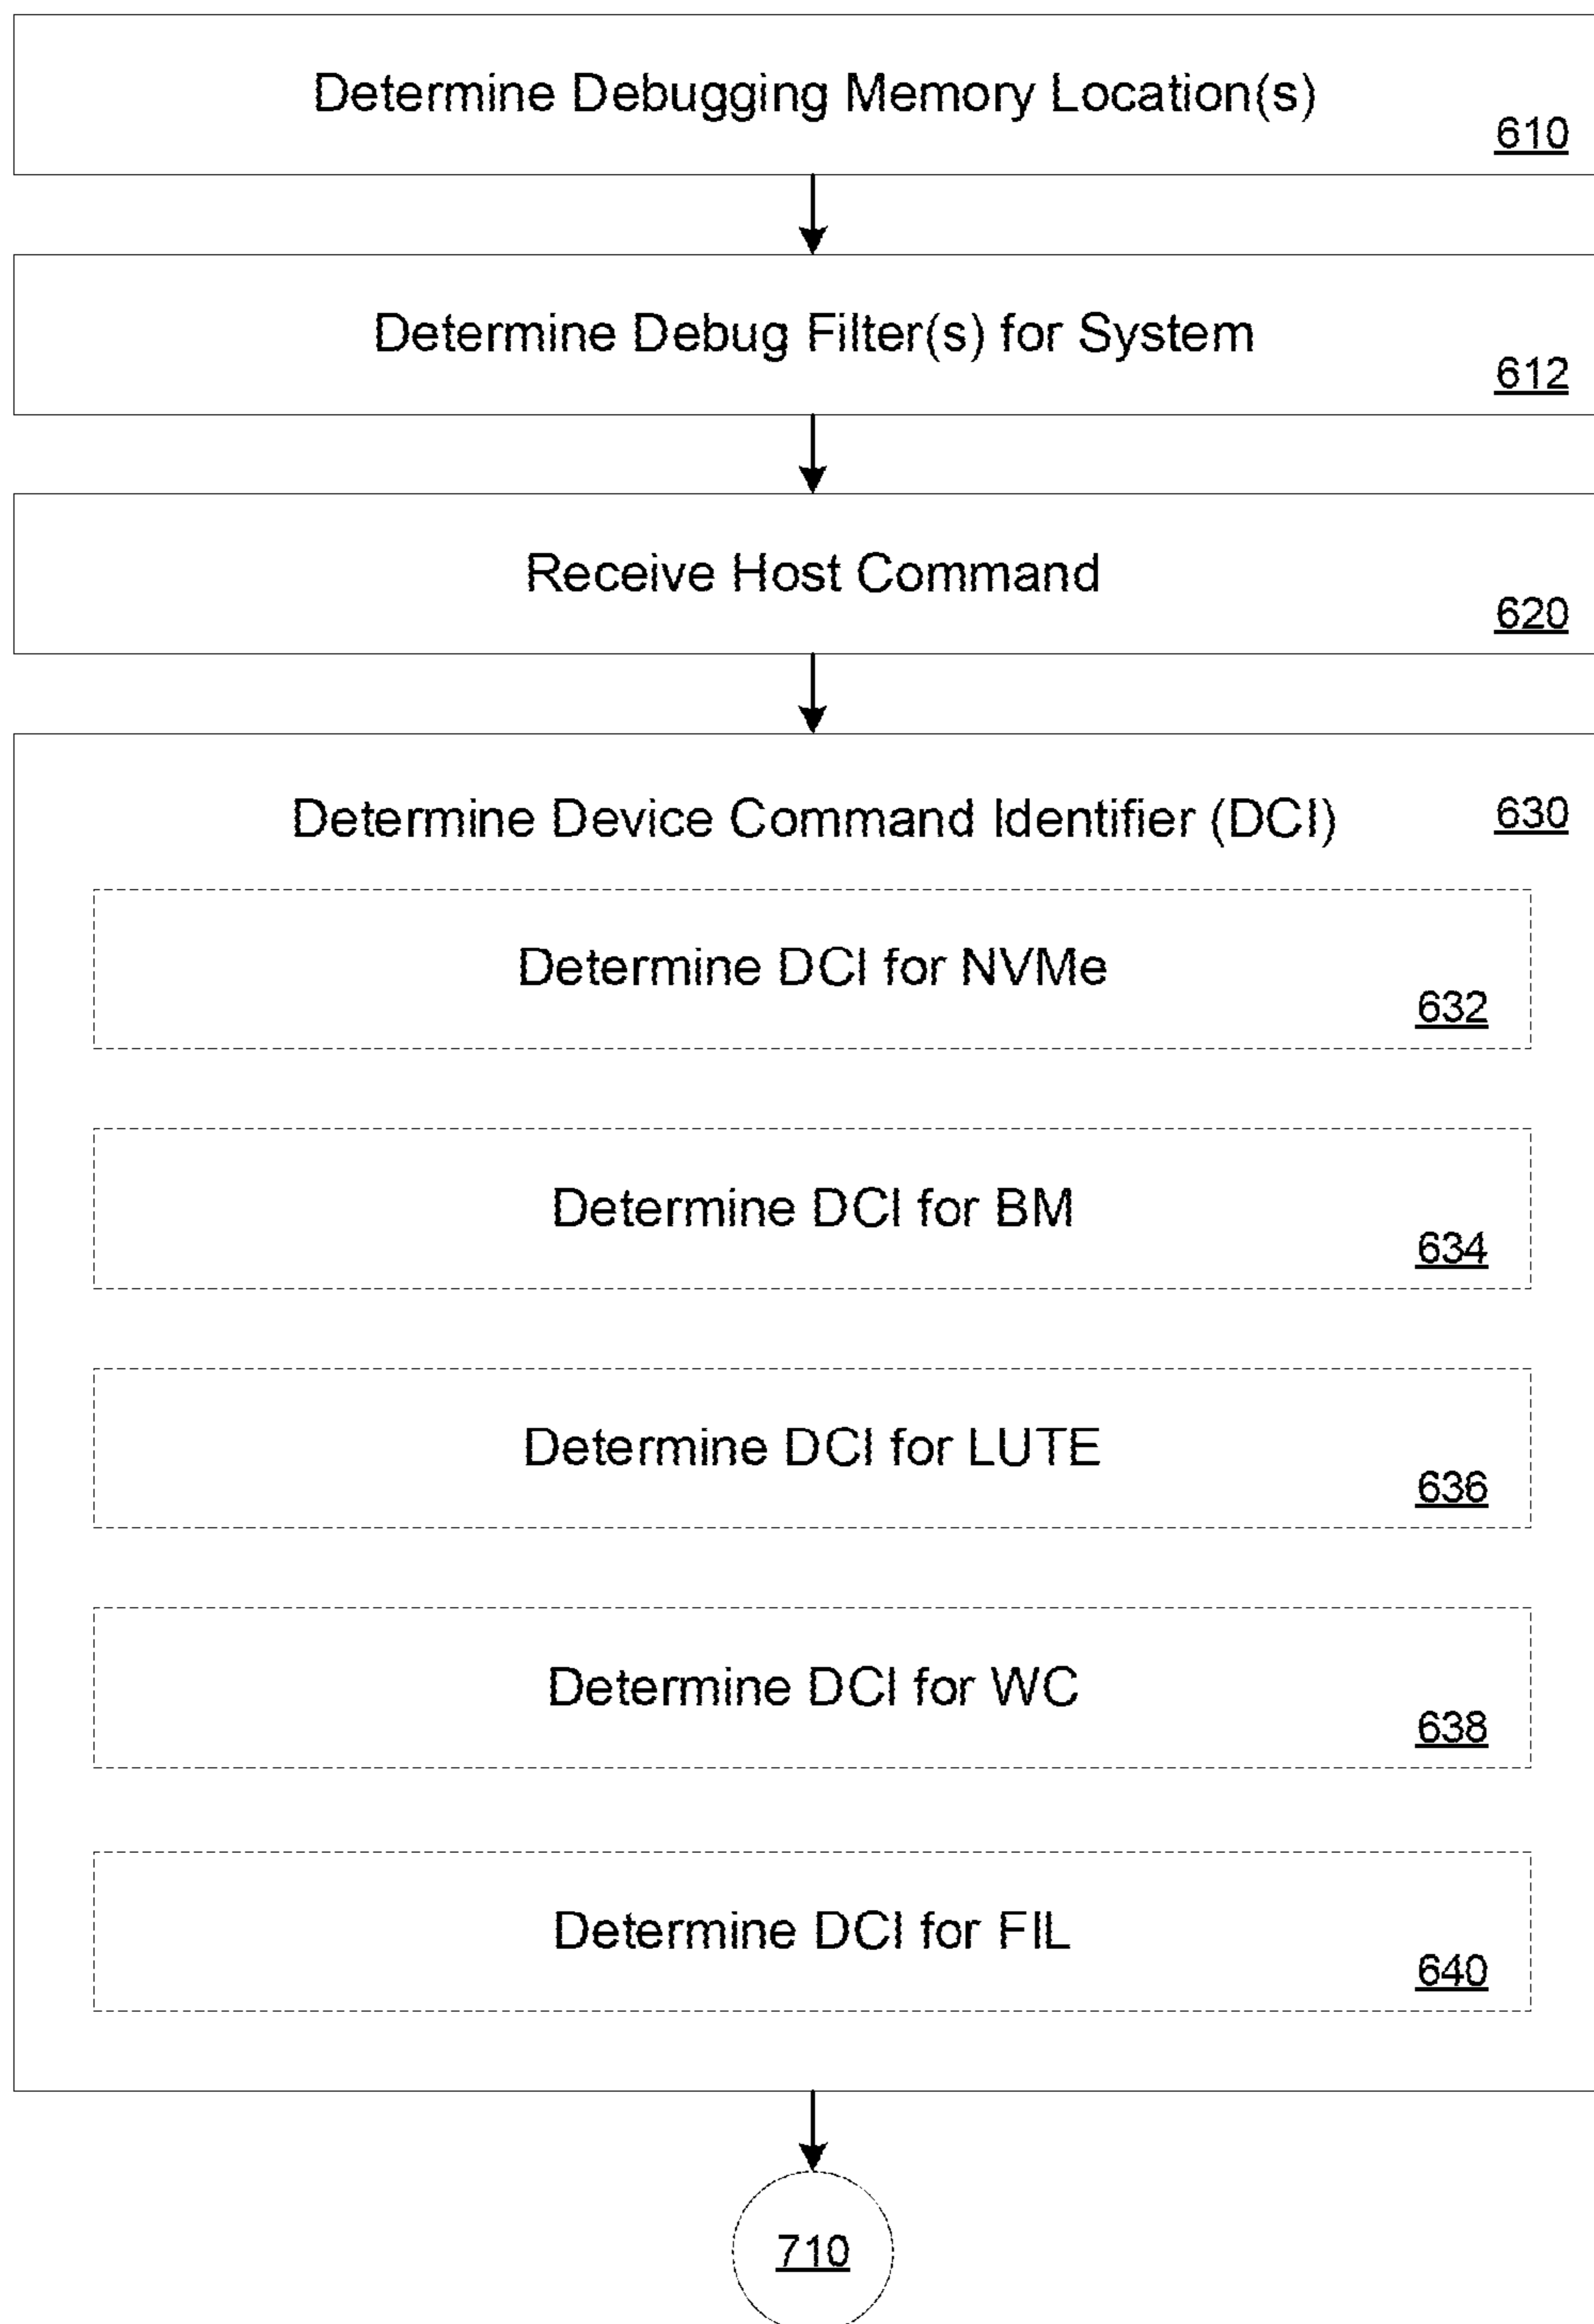 Determine Debugging Memory Location(s)
610
Determine Debug Filter(s) for System
612
Receive Host Command
620
Determine Device Command Identifier (DCI) 630
Determine DCI for NVMe
632
Determine DCI for BM
634
Determine DCI for LUTE
636
Determine DCI for WC
638
Determine DCI for FIL
640
710